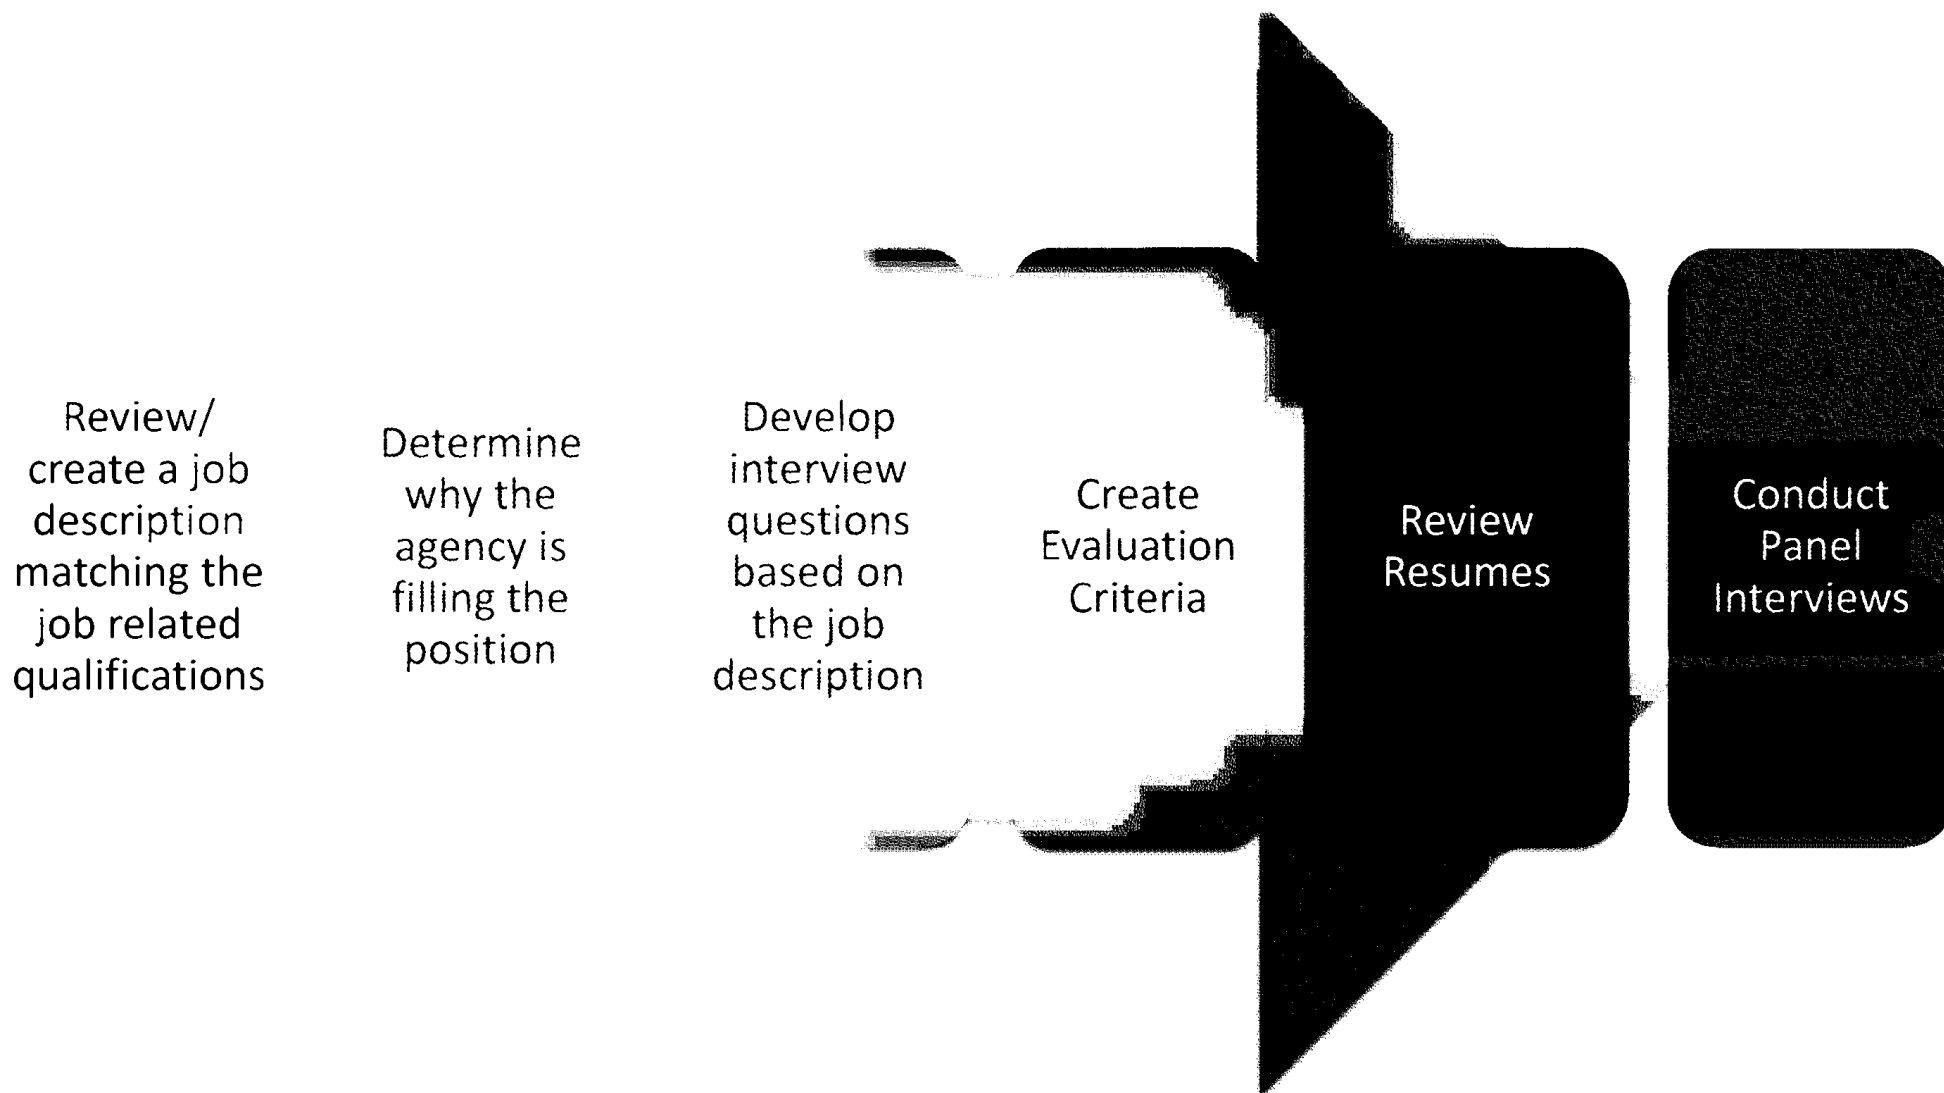 Review/
create a job
description
matching the
job related
qualifications
Determine
why the
agency is
filling the
position
Develop
interview
questions
based on
the job
description
Create
Evaluation
Criteria
Review
Resumes
Conduct
Panel
Interviews